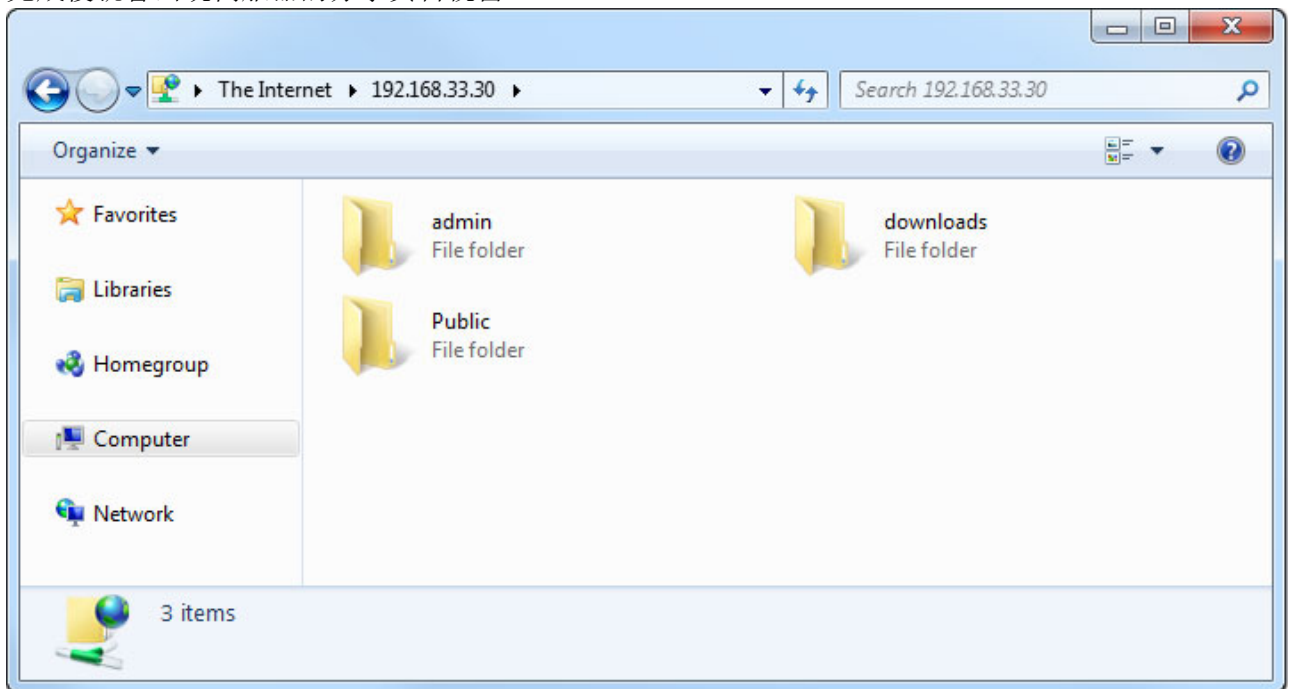 The Internet ▸ 192.168.33.30 ▸
Search 192.168.33.30
Organize
Favorites
Libraries
Homegroup
Computer
Network
admin
File folder
downloads
File folder
Public
File folder
3 items